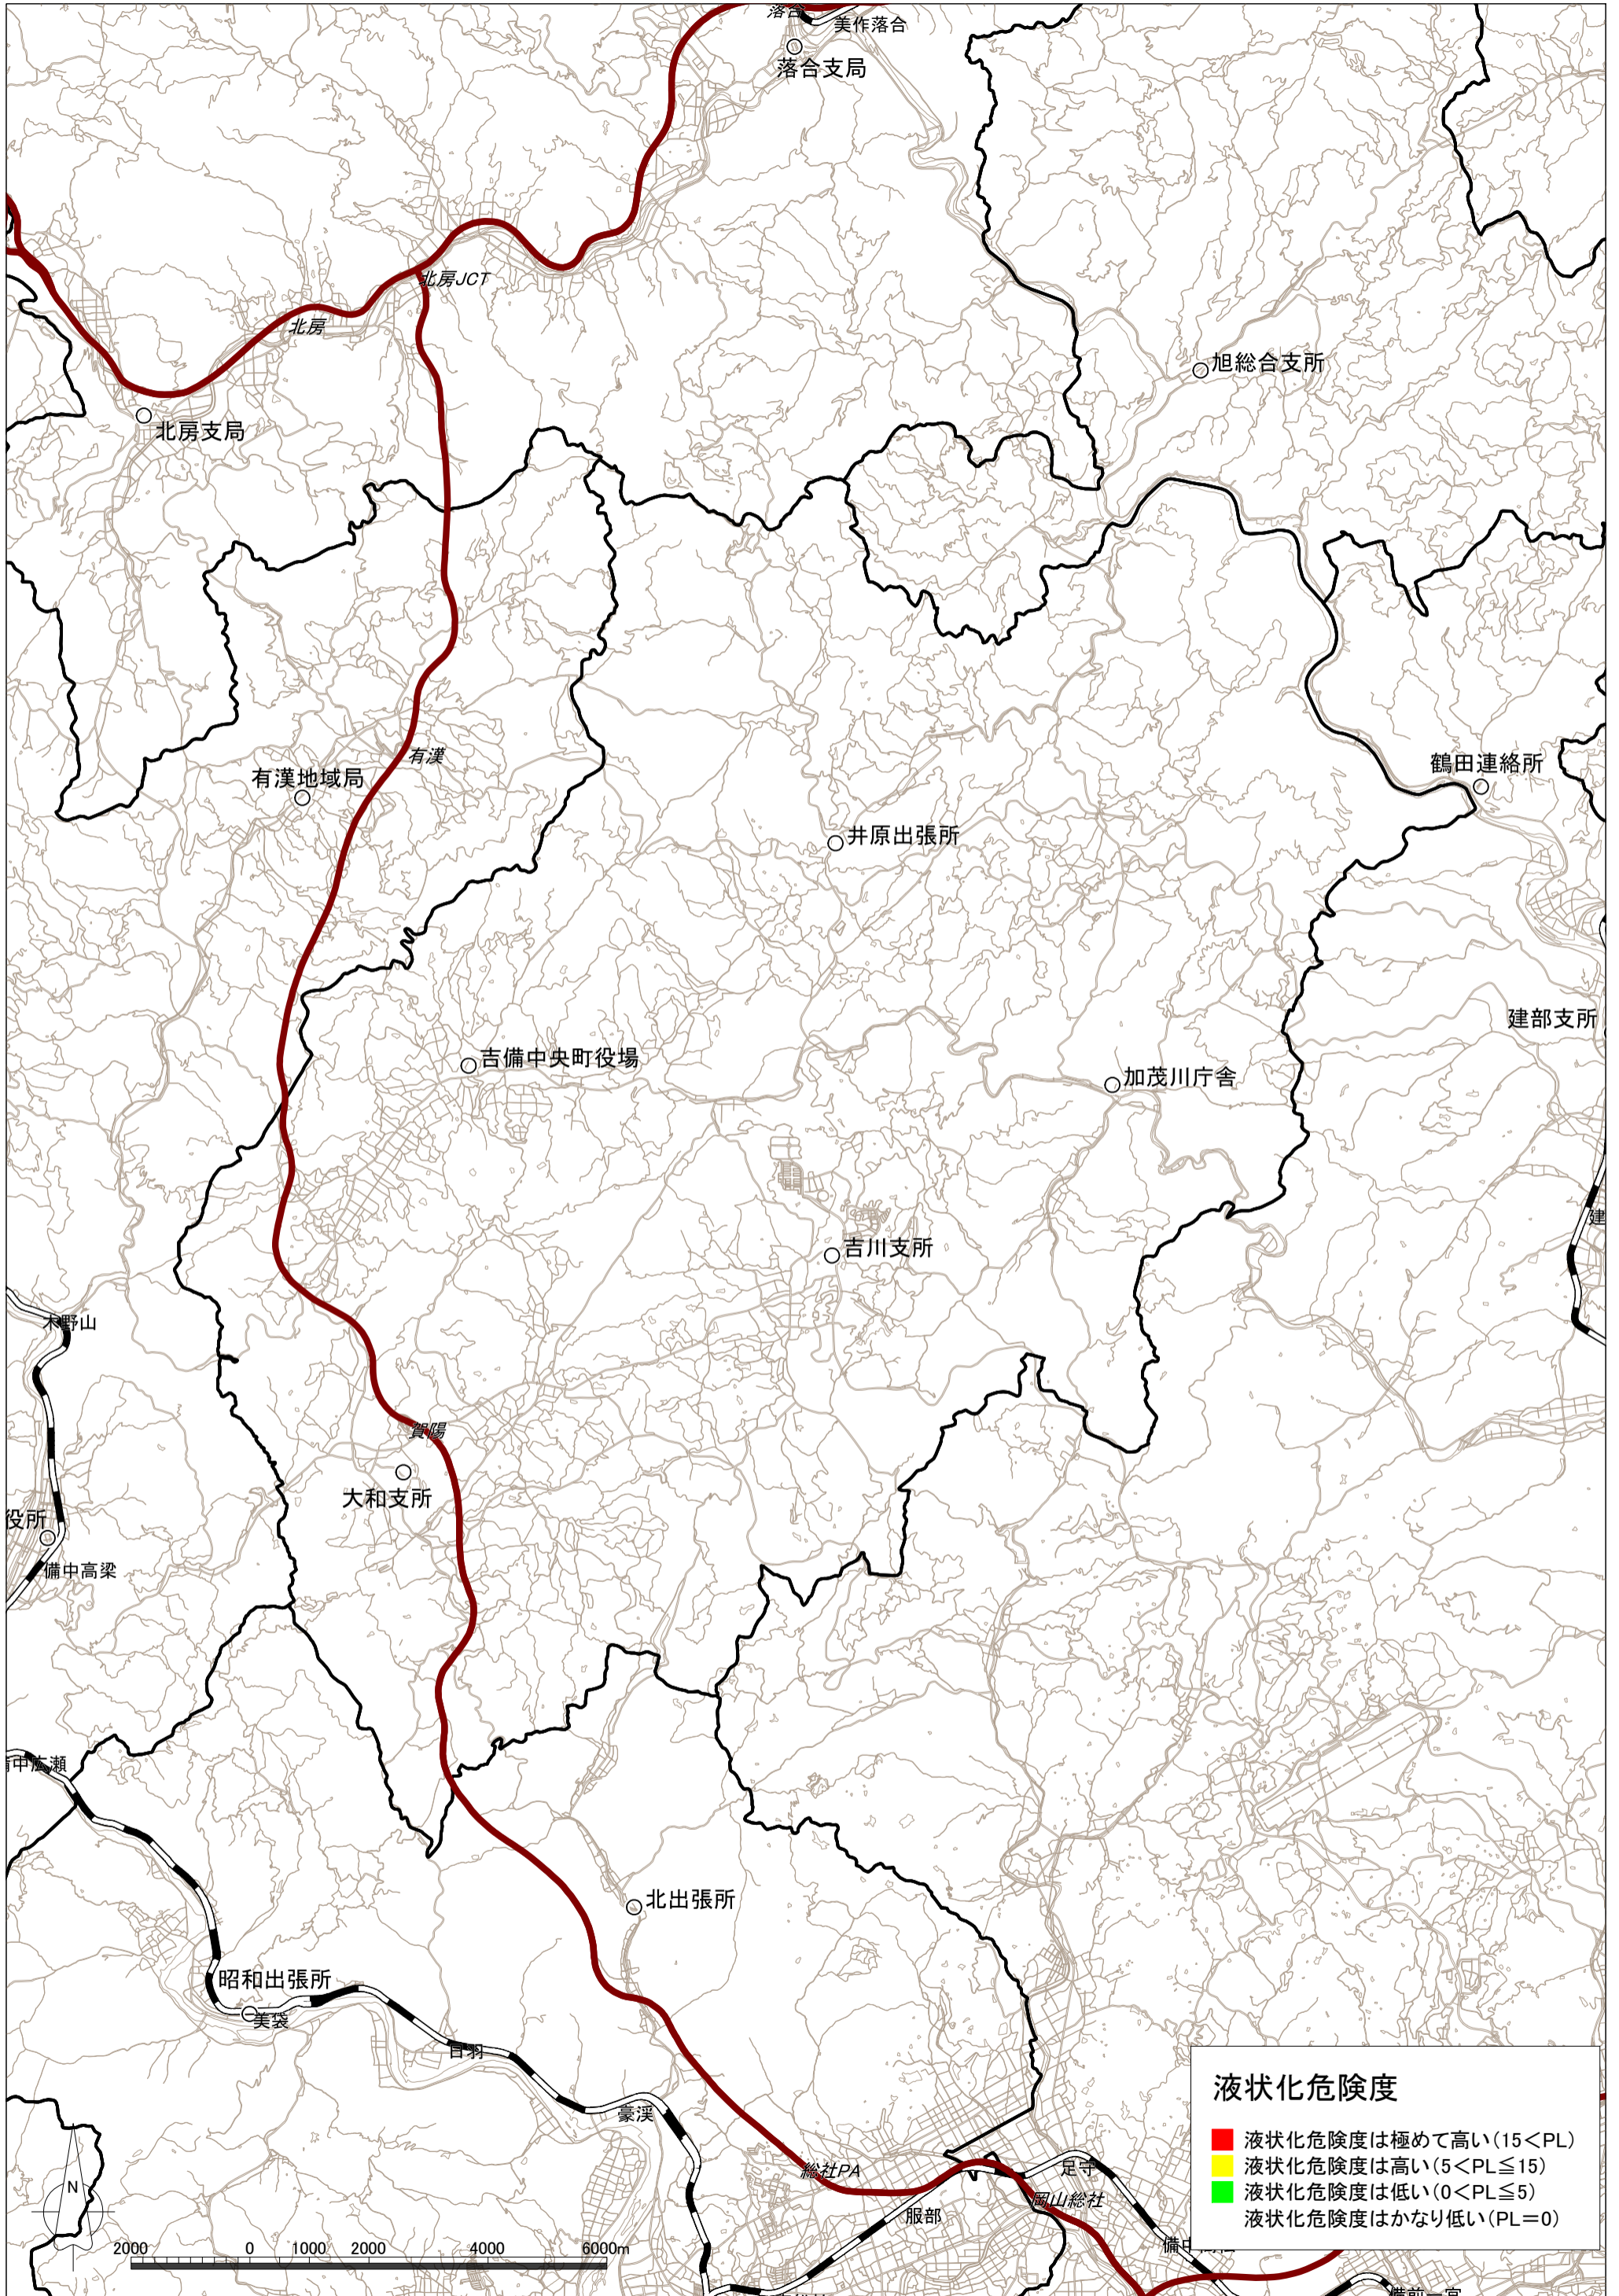 落合
美作落合
落合支局
北房JCT
北房
旭総合支所
北房支局
有漢
有漢地域局
鶴田連絡所
井原出張所
建部支所
吉備中央町役場
加茂川庁舎
建
吉川支所
木野山
賀陽
大和支所
役所
備中高梁
中広瀬
北出張所
昭和出張所
美袋
日羽
豪渓
総社PA
足守
岡山総社
服部
液状化危険度
液状化危険度は極めて高い(15<PL)
液状化危険度は高い(5<PL≦15)
液状化危険度は低い(0<PL≦5)
液状化危険度はかなり低い(PL=0)
N
2000 0 1000 2000 4000 6000m